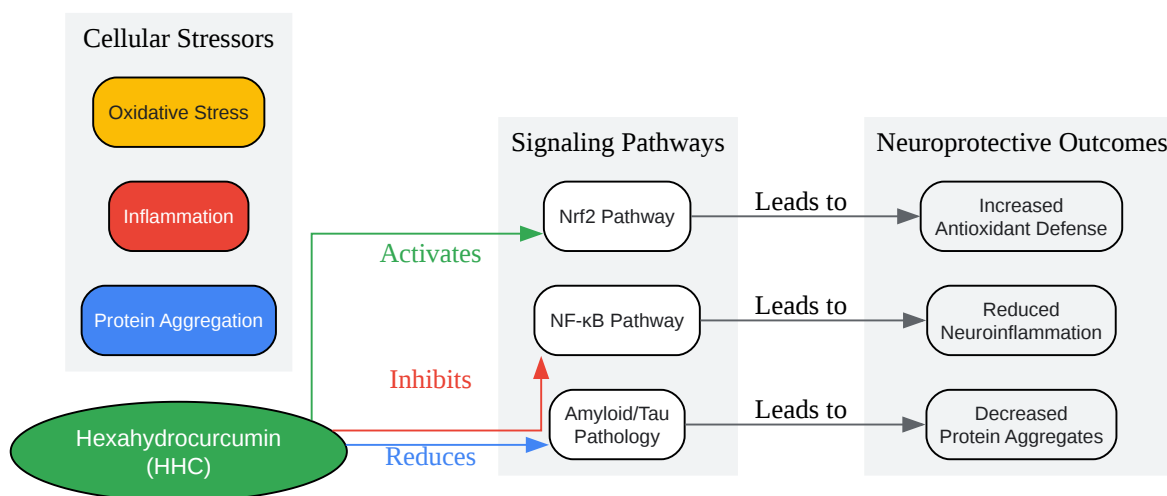 Cellular Stressors
Oxidative Stress
Inflammation
Protein Aggregation
Hexahydrocurcumin
(HHC)
Activates
Inhibits
Reduces
Signaling Pathways
Nrf2 Pathway
NF-κB Pathway
Amyloid/Tau
Pathology
Leads to
Leads to
Leads to
Neuroprotective Outcomes
Increased
Antioxidant Defense
Reduced
Neuroinflammation
Decreased
Protein Aggregates